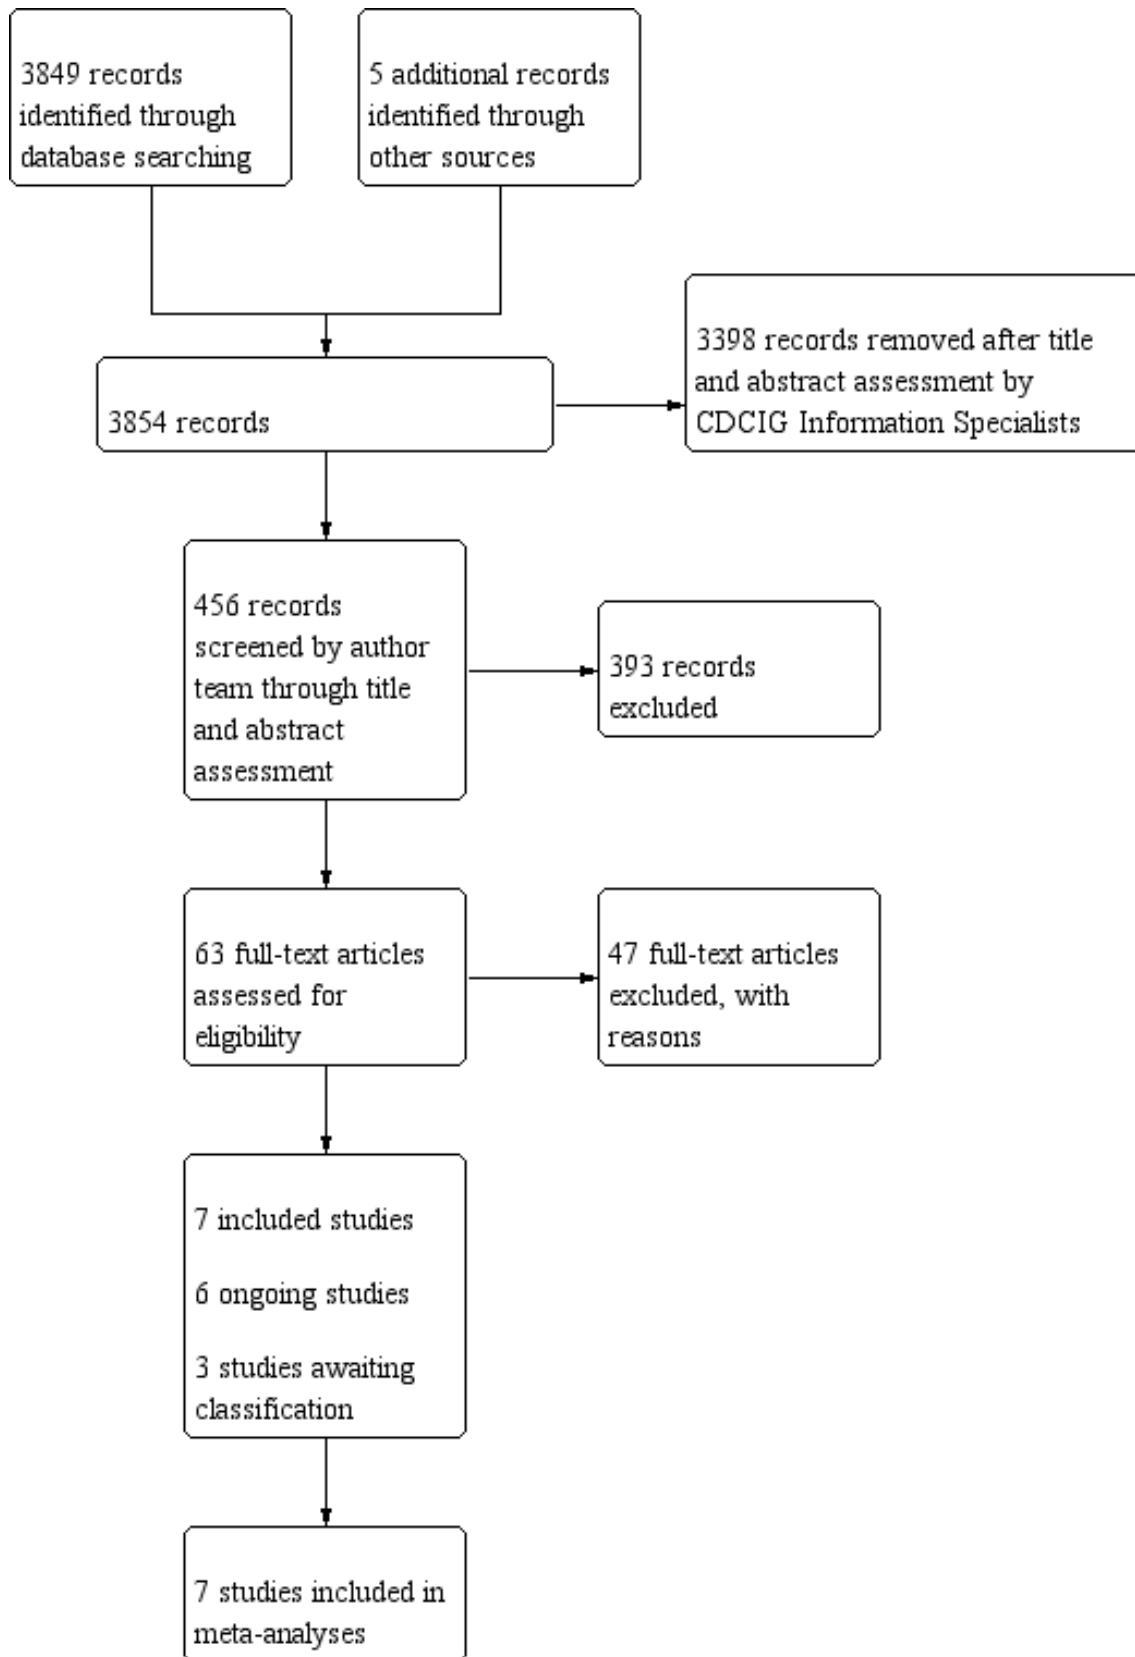 3849 records
identified through
database searching
5 additional records
identified through
other sources
3854 records
3398 records removed after title
and abstract assessment by
CDCIG Information Specialists
456 records
screened by author
team through title
and abstract
assessment
393 records
excluded
63 full-text articles
assessed for
eligibility
47 full-text articles
excluded, with
reasons
7 included studies
6 ongoing studies
3 studies awaiting
classification
7 studies included in
meta-analyses